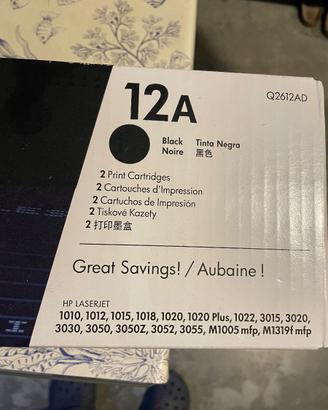 12A
Q2612AD
Black Tinta Negra
Noire 黑色
2 Print Cartridges
2 Cartouches d'Impression
2 Cartuchos de Impresión
2 Tiskové Kazety
2 打印墨盒
Great Savings! / Aubaine !
HP LASERJET
1010, 1012, 1015, 1018, 1020, 1020 Plus, 1022, 3015, 3020,
3030, 3050, 3050Z, 3052, 3055, M1005 mfp, M1319f mfp